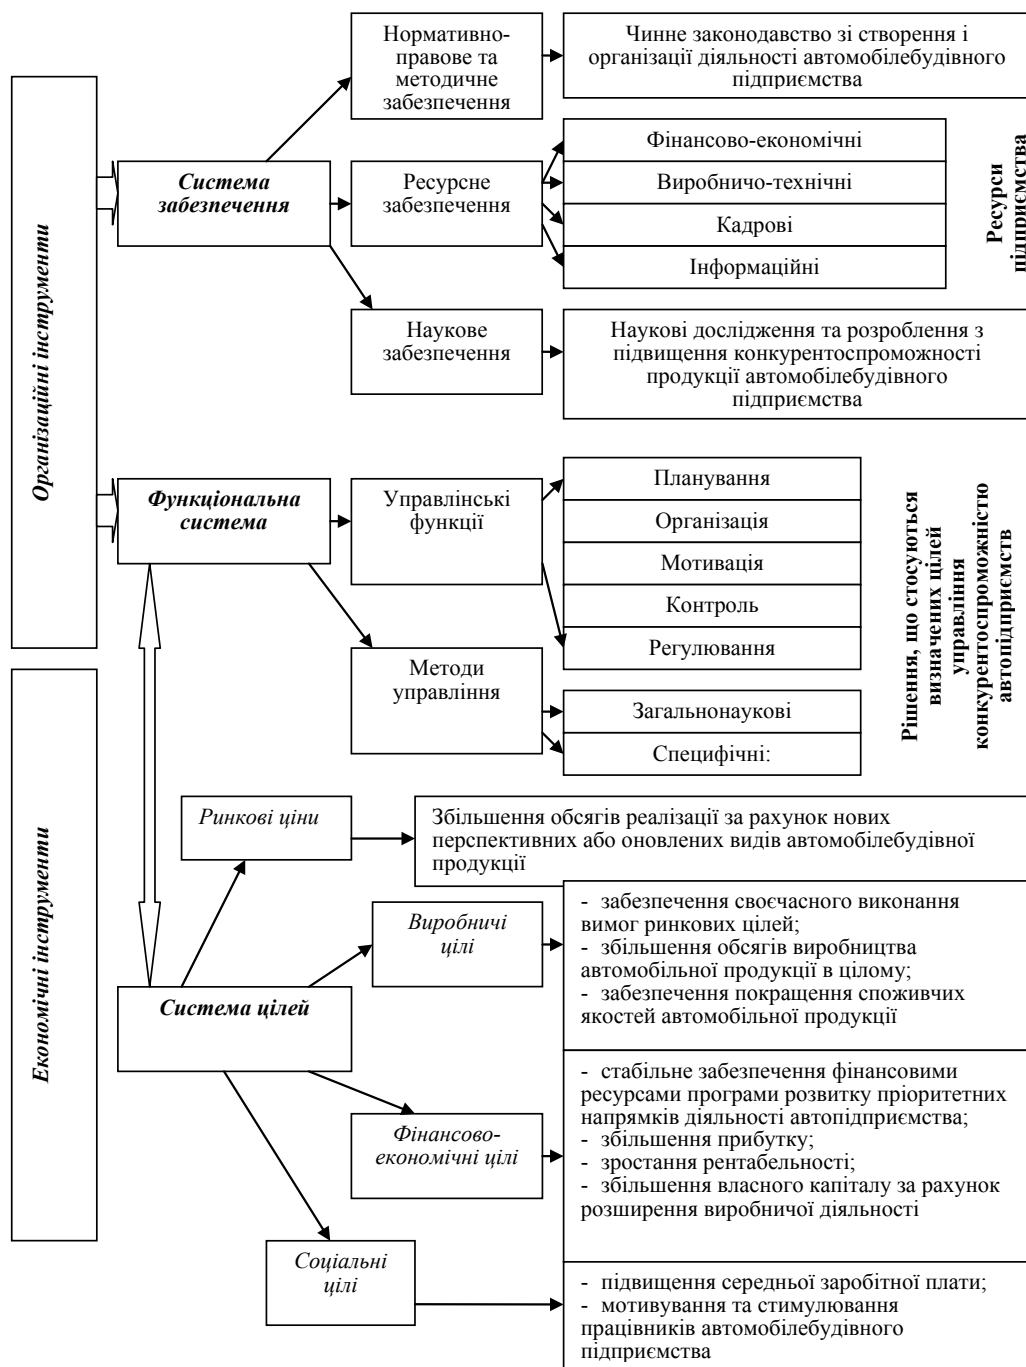 Організаційні інструменти
Нормативно-
правове та
методичне
забезпечення
Чинне законодавство зі створення і
організації діяльності автомобілебудівного
підприємства
Система
забезпечення
Ресурсне
забезпечення
Фінансово-економічні
Виробничо-технічні
Кадрові
Інформаційні
Ресурси
підприємства
Наукове
забезпечення
Наукові дослідження та розроблення з
підвищення конкурентоспроможності
продукції автомобілебудівного
підприємства
Функціональна
система
Управлінські
функції
Планування
Організація
Мотивація
Контроль
Регулювання
Рішення, що стосуються
визначених цілей
управління
конкурентоспроможністю
автопідприємств
Методи
управління
Загальнонаукові
Специфічні:
Економічні інструменти
Ринкові ціни
Збільшення обсягів реалізації за рахунок нових
перспективних або оновлених видів автомобілебудівної
продукції
Виробничі
цілі
- забезпечення своєчасного виконання
вимог ринкових цілей;
- збільшення обсягів виробництва
автомобільної продукції в цілому;
- забезпечення покращення споживчих
якостей автомобільної продукції
Система цілей
Фінансово-
економічні цілі
- стабільне забезпечення фінансовими
ресурсами програми розвитку пріоритетних
напрямків діяльності автопідприємства;
- збільшення прибутку;
- зростання рентабельності;
- збільшення власного капіталу за рахунок
розширення виробничої діяльності
Соціальні
цілі
- підвищення середньої заробітної плати;
- мотивування та стимулювання
працівників автомобілебудівного
підприємства